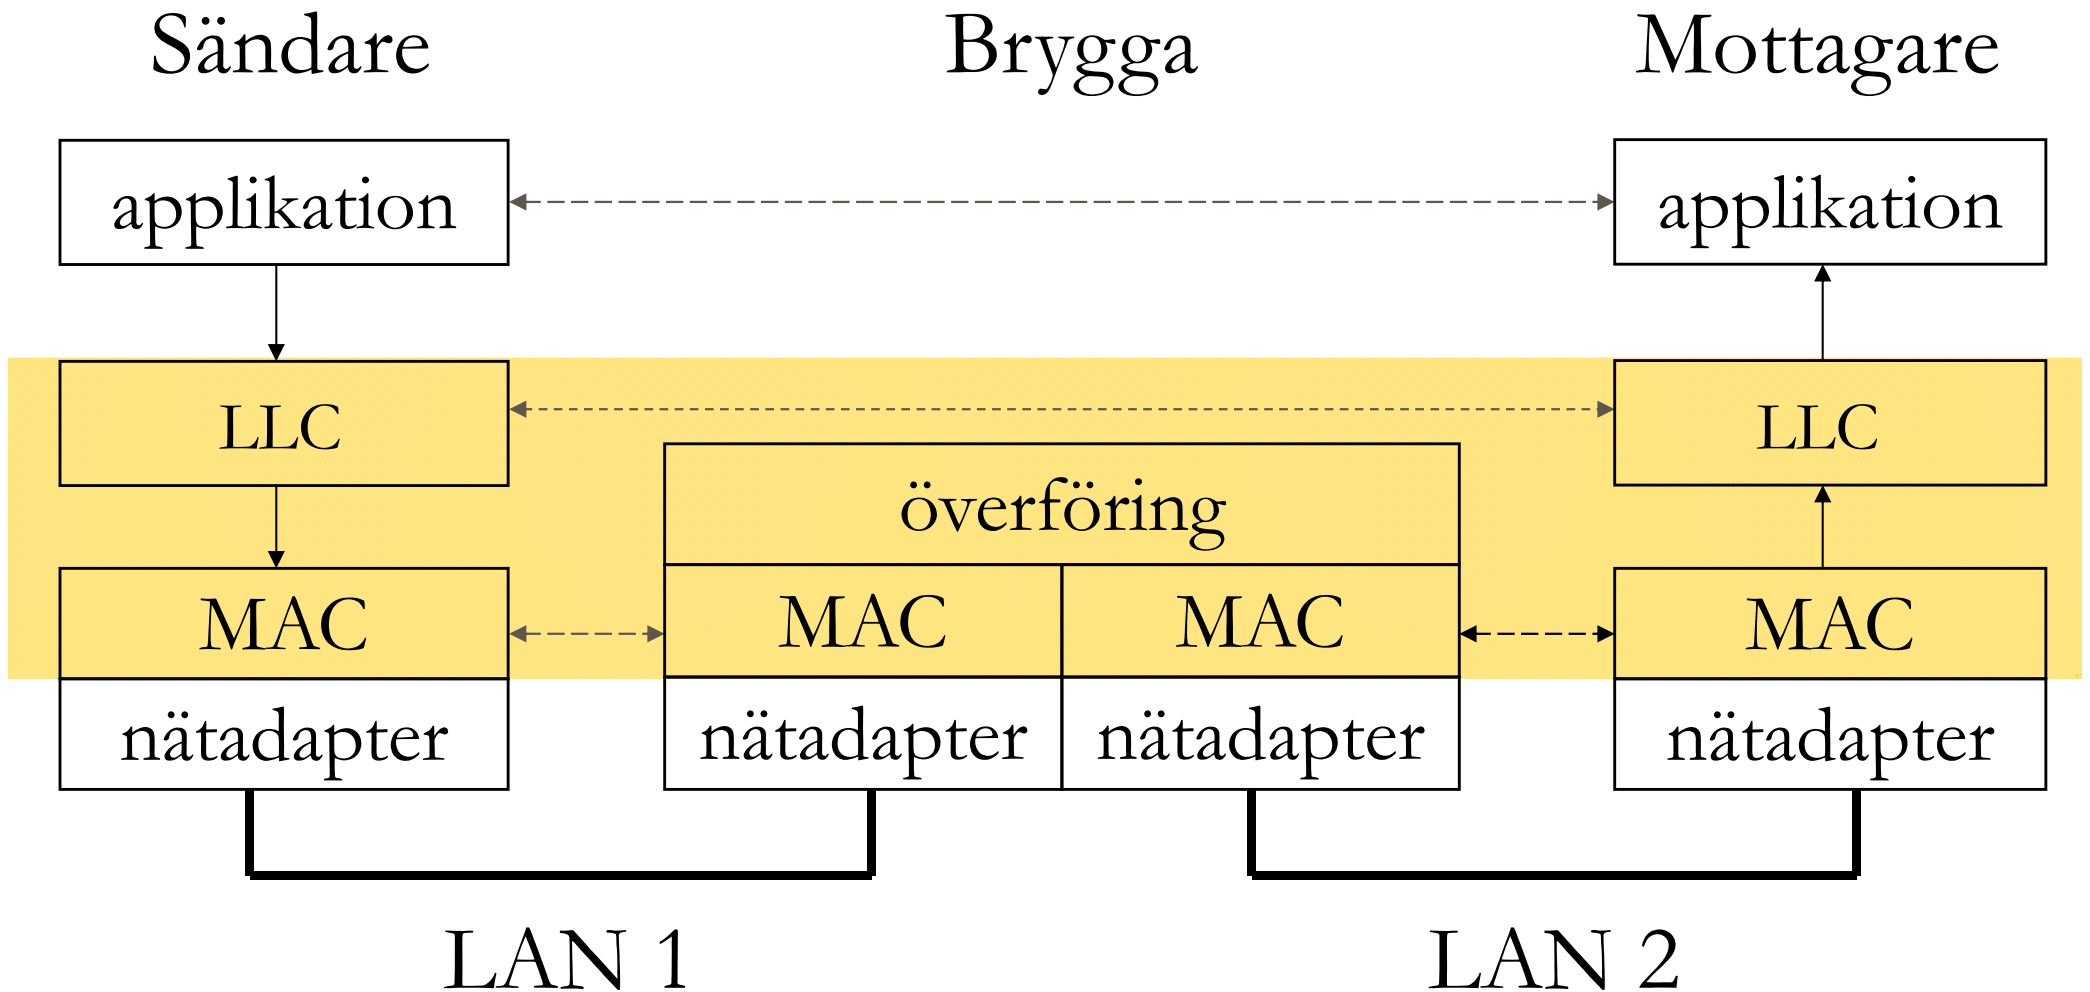 Sändare
Brygga
Mottagare
applikation
applikation
LLC
LLC
överföring
MAC
MAC
MAC
MAC
nätadapter
nätadapter
nätadapter
nätadapter
LAN 1
LAN 2